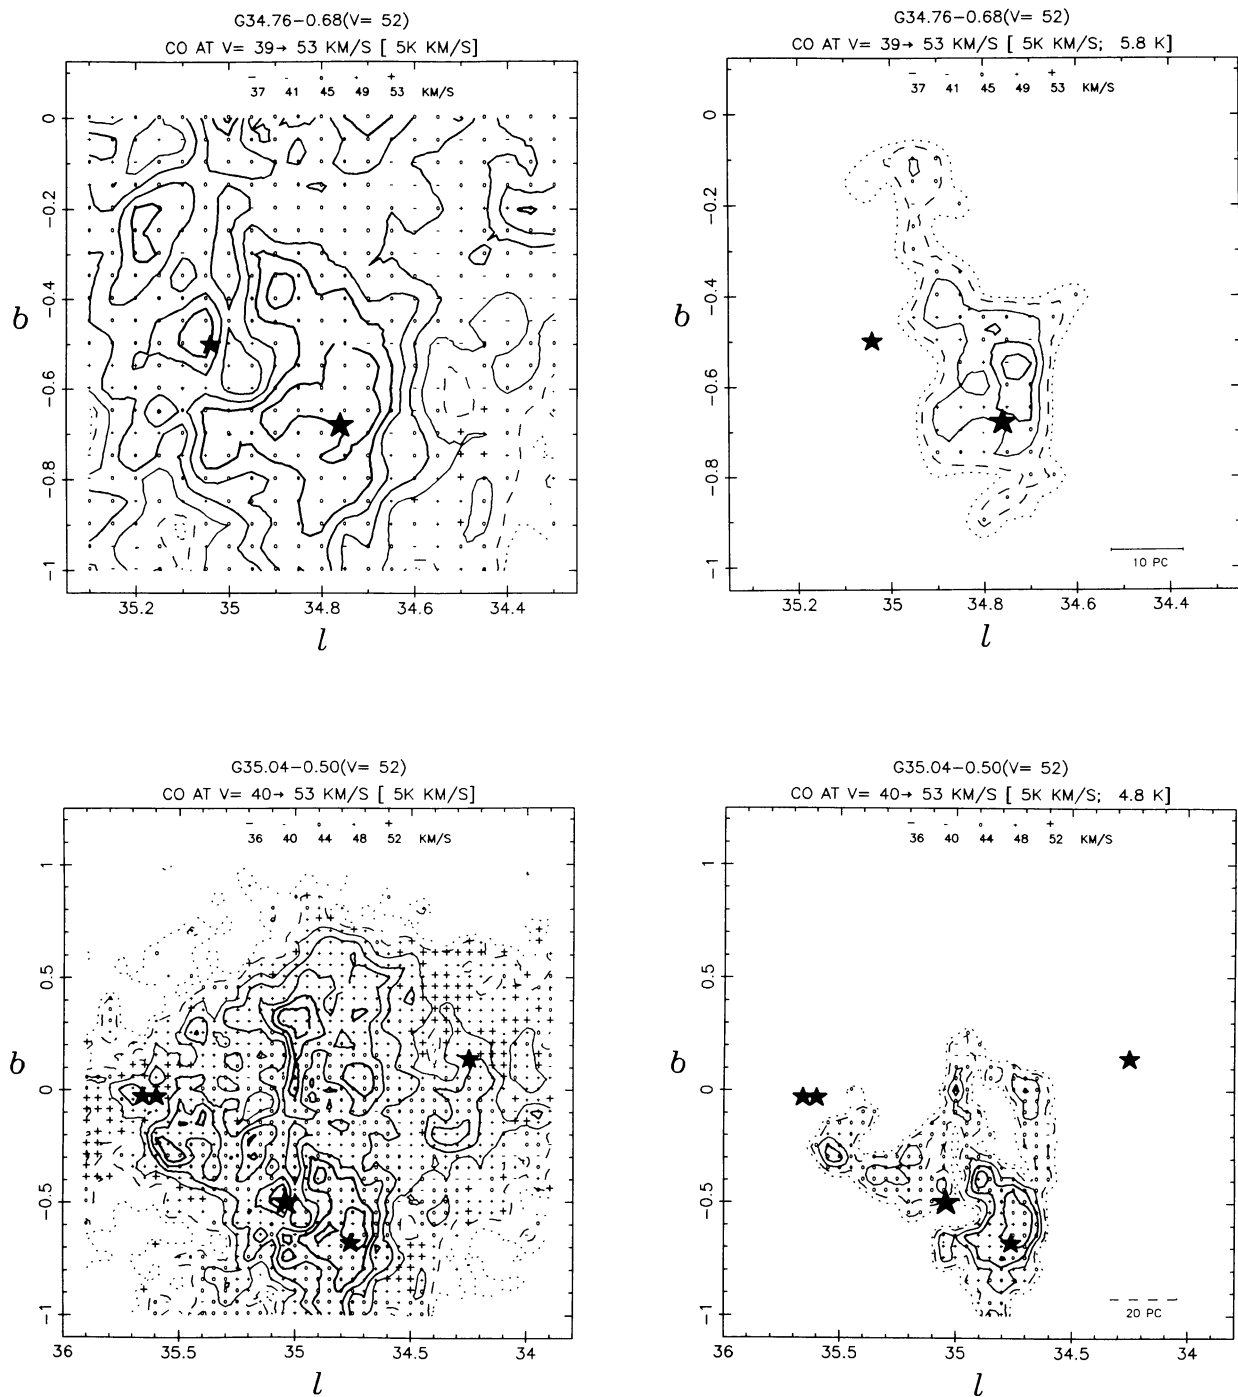 G34.76−0.68(V= 52)
CO AT V= 39→ 53 KM/S [ 5K KM/S]
− - o · +
37 41 45 49 53 KM/S
0
−0.2
−0.4
−0.6
−0.8
−1
b
35.2 35 34.8 34.6 34.4
l
G34.76−0.68(V= 52)
CO AT V= 39→ 53 KM/S [ 5K KM/S; 5.8 K]
− - o · +
37 41 45 49 53 KM/S
0
−0.2
−0.4
−0.6
−0.8
−1
b
10 PC
35.2 35 34.8 34.6 34.4
l
G35.04−0.50(V= 52)
CO AT V= 40→ 53 KM/S [ 5K KM/S]
− - o · +
36 40 44 48 52 KM/S
1
0.5
0
−0.5
−1
b
36 35.5 35 34.5 34
l
G35.04−0.50(V= 52)
CO AT V= 40→ 53 KM/S [ 5K KM/S; 4.8 K]
− - o · +
36 40 44 48 52 KM/S
1
0.5
0
−0.5
−1
b
20 PC
36 35.5 35 34.5 34
l